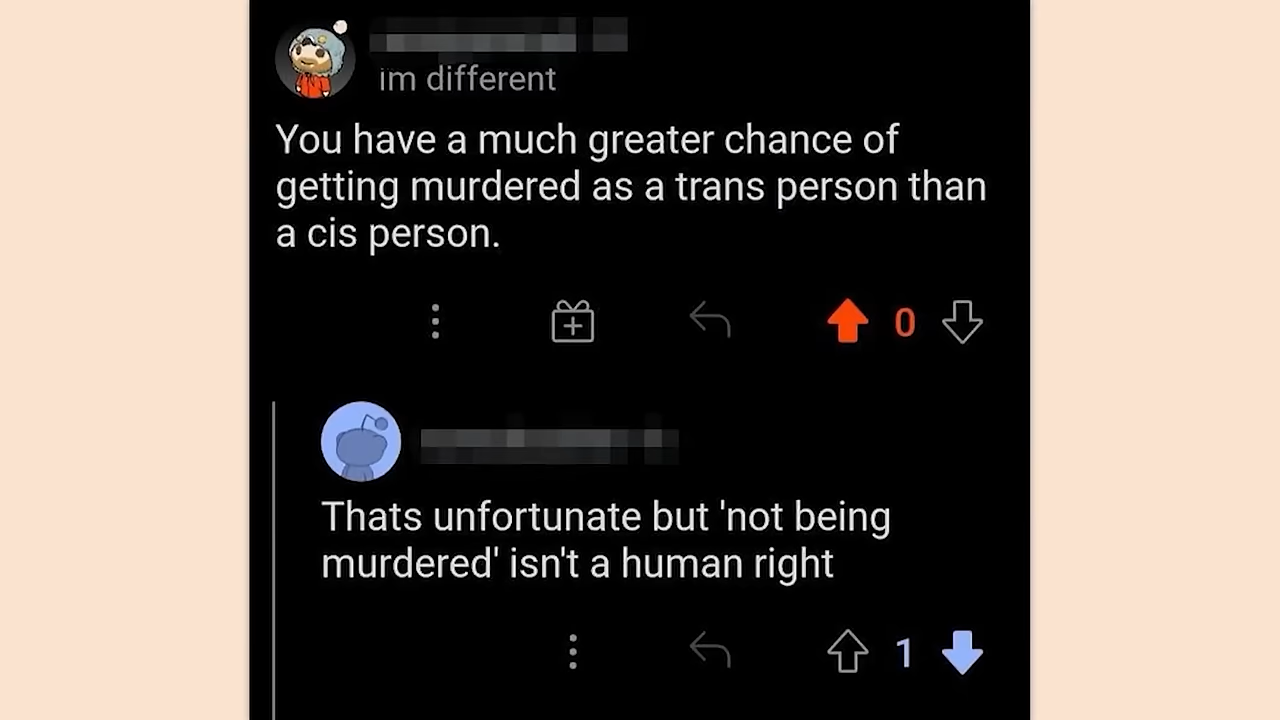 im different
You have a much greater chance of
getting murdered as a trans person than
a cis person.
0
Thats unfortunate but 'not being
murdered' isn't a human right
1